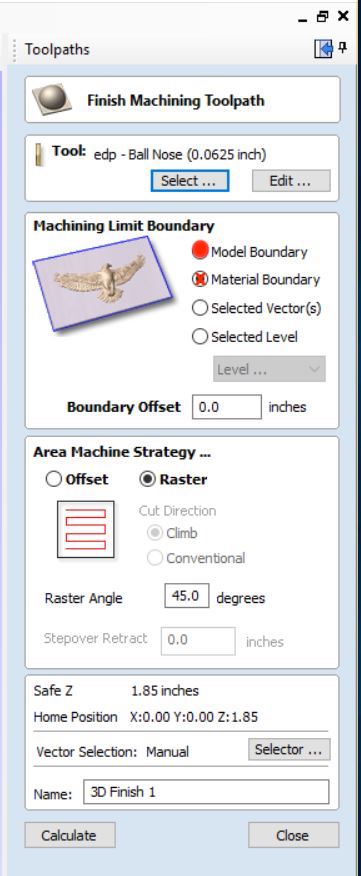 Toolpaths
Finish Machining Toolpath
Tool: edp - Ball Nose (0.0625 inch)
Select ... Edit ...
Machining Limit Boundary
Model Boundary
Material Boundary
Selected Vector(s)
Selected Level
Level ...
Boundary Offset 0.0 inches
Area Machine Strategy ...
Offset Raster
Cut Direction
Climb
Conventional
Raster Angle 45.0 degrees
Stepover Retract 0.0 inches
Safe Z 1.85 inches
Home Position X:0.00 Y:0.00 Z:1.85
Vector Selection: Manual Selector ...
Name: 3D Finish 1
Calculate Close